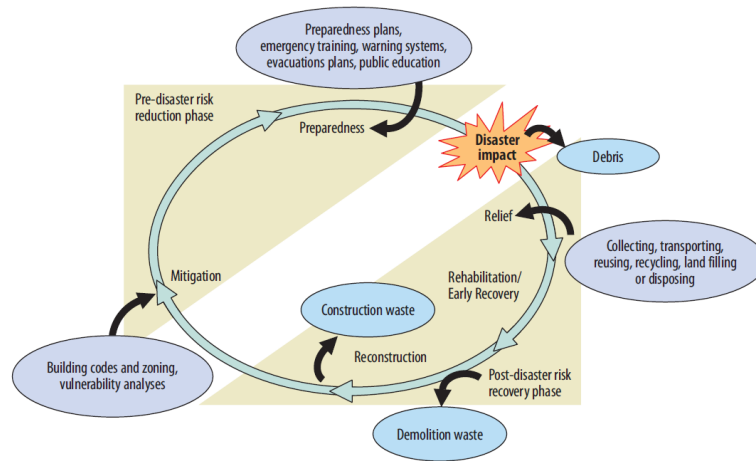 Preparedness plans,
emergency training, warning systems,
evacuations plans, public education
Pre-disaster risk
reduction phase
Preparedness
Disaster
impact
Debris
Relief
Collecting, transporting,
reusing, recycling, land filling
or disposing
Mitigation
Rehabilitation/
Early Recovery
Construction waste
Building codes and zoning,
vulnerability analyses
Reconstruction
Post-disaster risk
recovery phase
Demolition waste